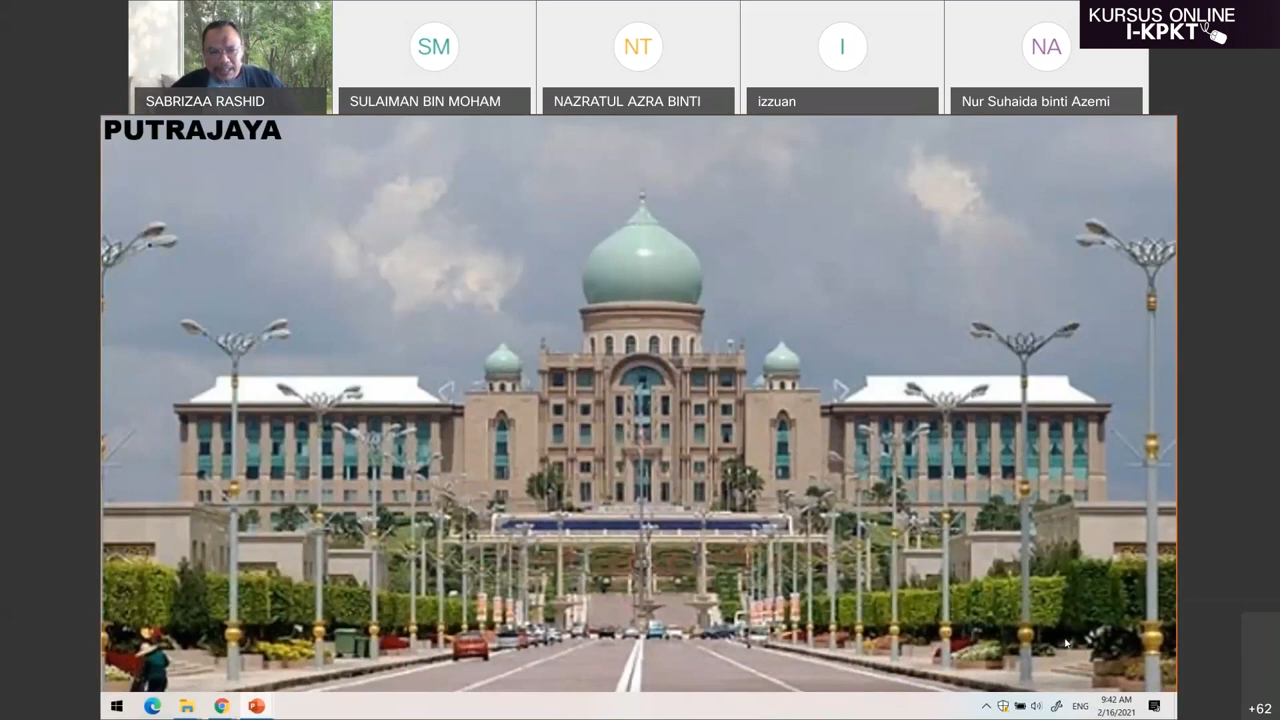 KURSUS ONLINE
I-KPKT
SM
NT
I
NA
SABRIZAA RASHID
SULAIMAN BIN MOHAM
NAZRATUL AZRA BINTI
izzuan
Nur Suhaida binti Azemi
PUTRAJAYA
ENG
9:42 AM
2/16/2021
+62